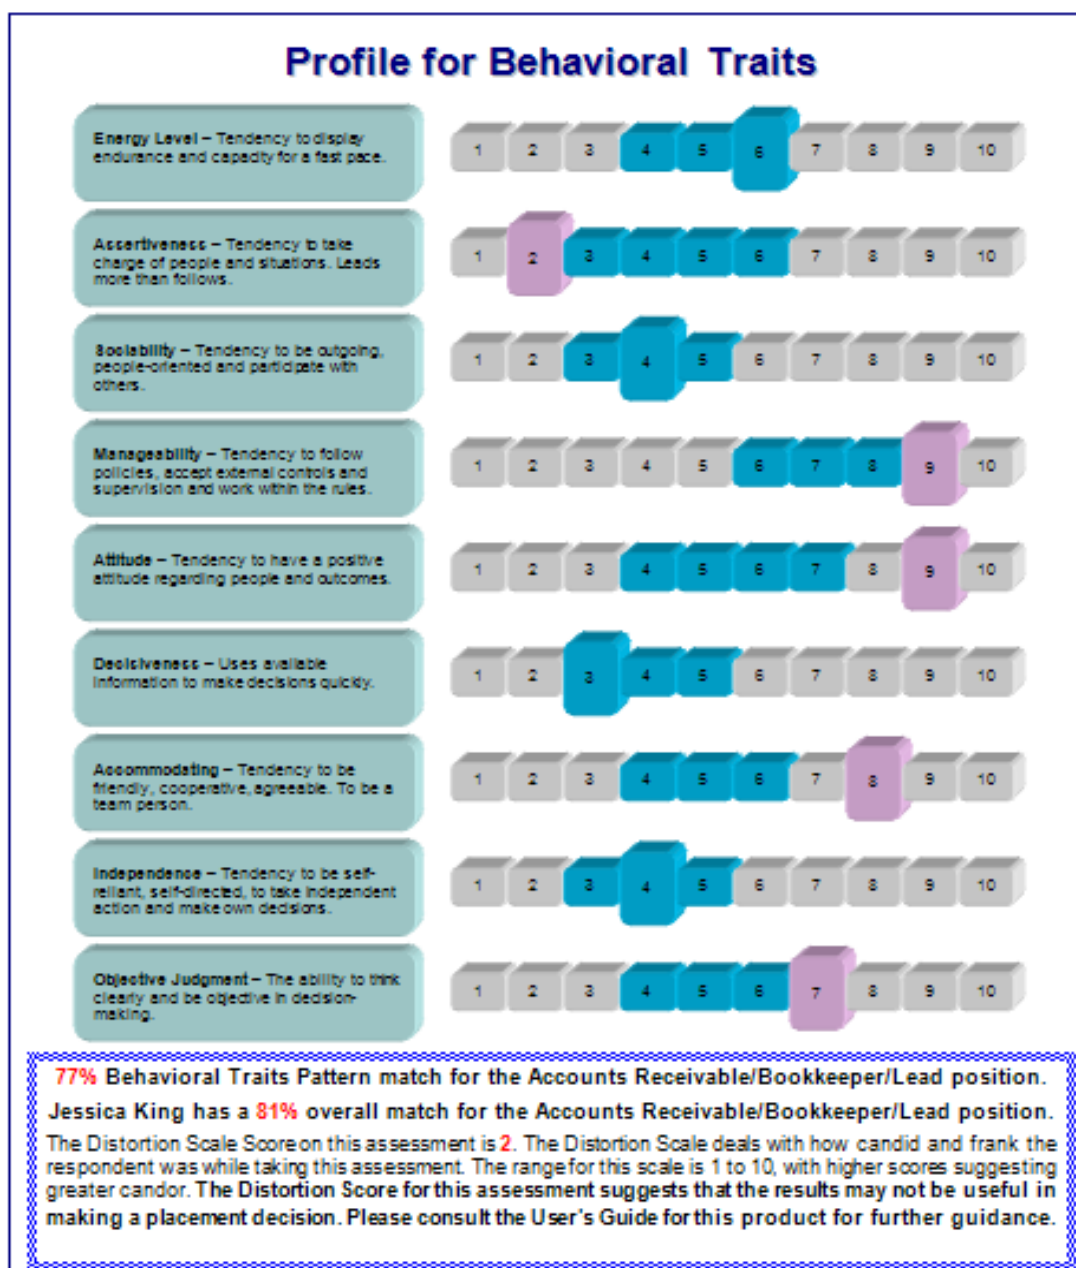 Profile for Behavioral Traits
Energy Level – Tendency to display
endurance and capacity for a fast pace.
1 2 3 4 5 6 7 8 9 10
Assertiveness – Tendency to take
charge of people and situations. Leads
more than follows.
1 2 3 4 5 6 7 8 9 10
Sociability – Tendency to be outgoing,
people-oriented and participate with
others.
1 2 3 4 5 6 7 8 9 10
Manageability – Tendency to follow
policies, accept external controls and
supervision and work within the rules.
1 2 3 4 5 6 7 8 9 10
Attitude – Tendency to have a positive
attitude regarding people and outcomes.
1 2 3 4 5 6 7 8 9 10
Decisiveness – Uses available
information to make decisions quickly.
1 2 3 4 5 6 7 8 9 10
Accommodating – Tendency to be
friendly, cooperative, agreeable. To be a
team person.
1 2 3 4 5 6 7 8 9 10
Independence – Tendency to be self-
reliant, self-directed, to take independent
action and make own decisions.
1 2 3 4 5 6 7 8 9 10
Objective Judgment – The ability to think
clearly and be objective in decision-
making.
1 2 3 4 5 6 7 8 9 10
77% Behavioral Traits Pattern match for the Accounts Receivable/Bookkeeper/Lead position.
Jessica King has a 81% overall match for the Accounts Receivable/Bookkeeper/Lead position.
The Distortion Scale Score on this assessment is 2. The Distortion Scale deals with how candid and frank the
respondent was while taking this assessment. The range for this scale is 1 to 10, with higher scores suggesting
greater candor. The Distortion Score for this assessment suggests that the results may not be useful in
making a placement decision. Please consult the User's Guide for this product for further guidance.